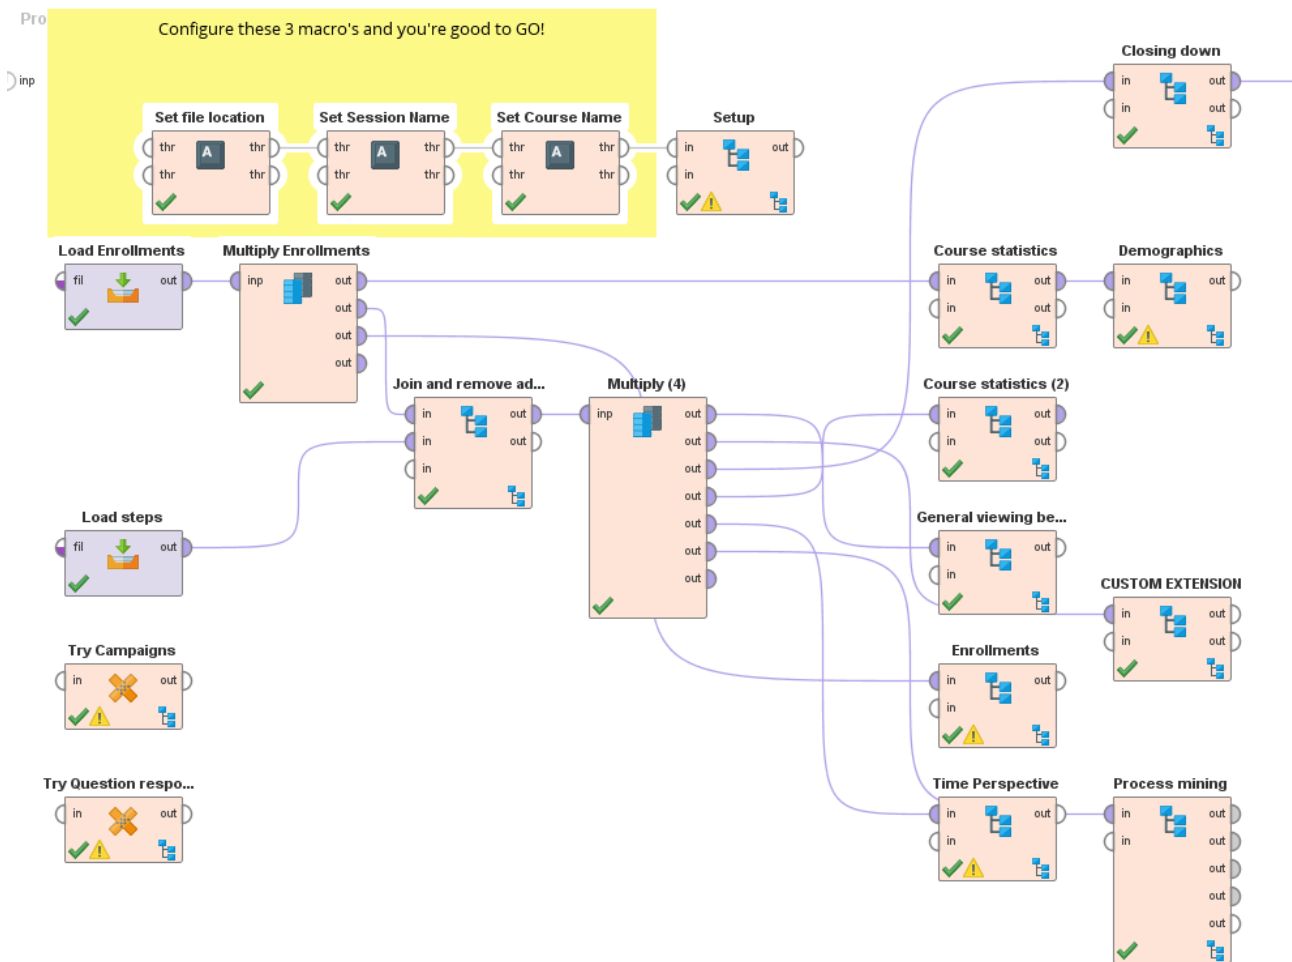 Pro
Configure these 3 macro's and you're good to GO!
inp
Closing down
in out
in out
Set file location
thr thr
thr thr
Set Session Name
thr thr
thr thr
Set Course Name
thr thr
thr thr
Setup
in out
in
Load Enrollments
fil out
Multiply Enrollments
inp out
out
out
out
Course statistics
in out
in out
Demographics
in out
in
Join and remove ad...
in out
in out
in
Multiply (4)
inp out
out
out
out
out
out
out
Course statistics (2)
in out
in out
Load steps
fil out
General viewing be...
in out
in
CUSTOM EXTENSION
in out
in out
Try Campaigns
in out
Enrollments
in out
in
Try Question respo...
in out
Time Perspective
in out
in
Process mining
in out
in out
out
out
out